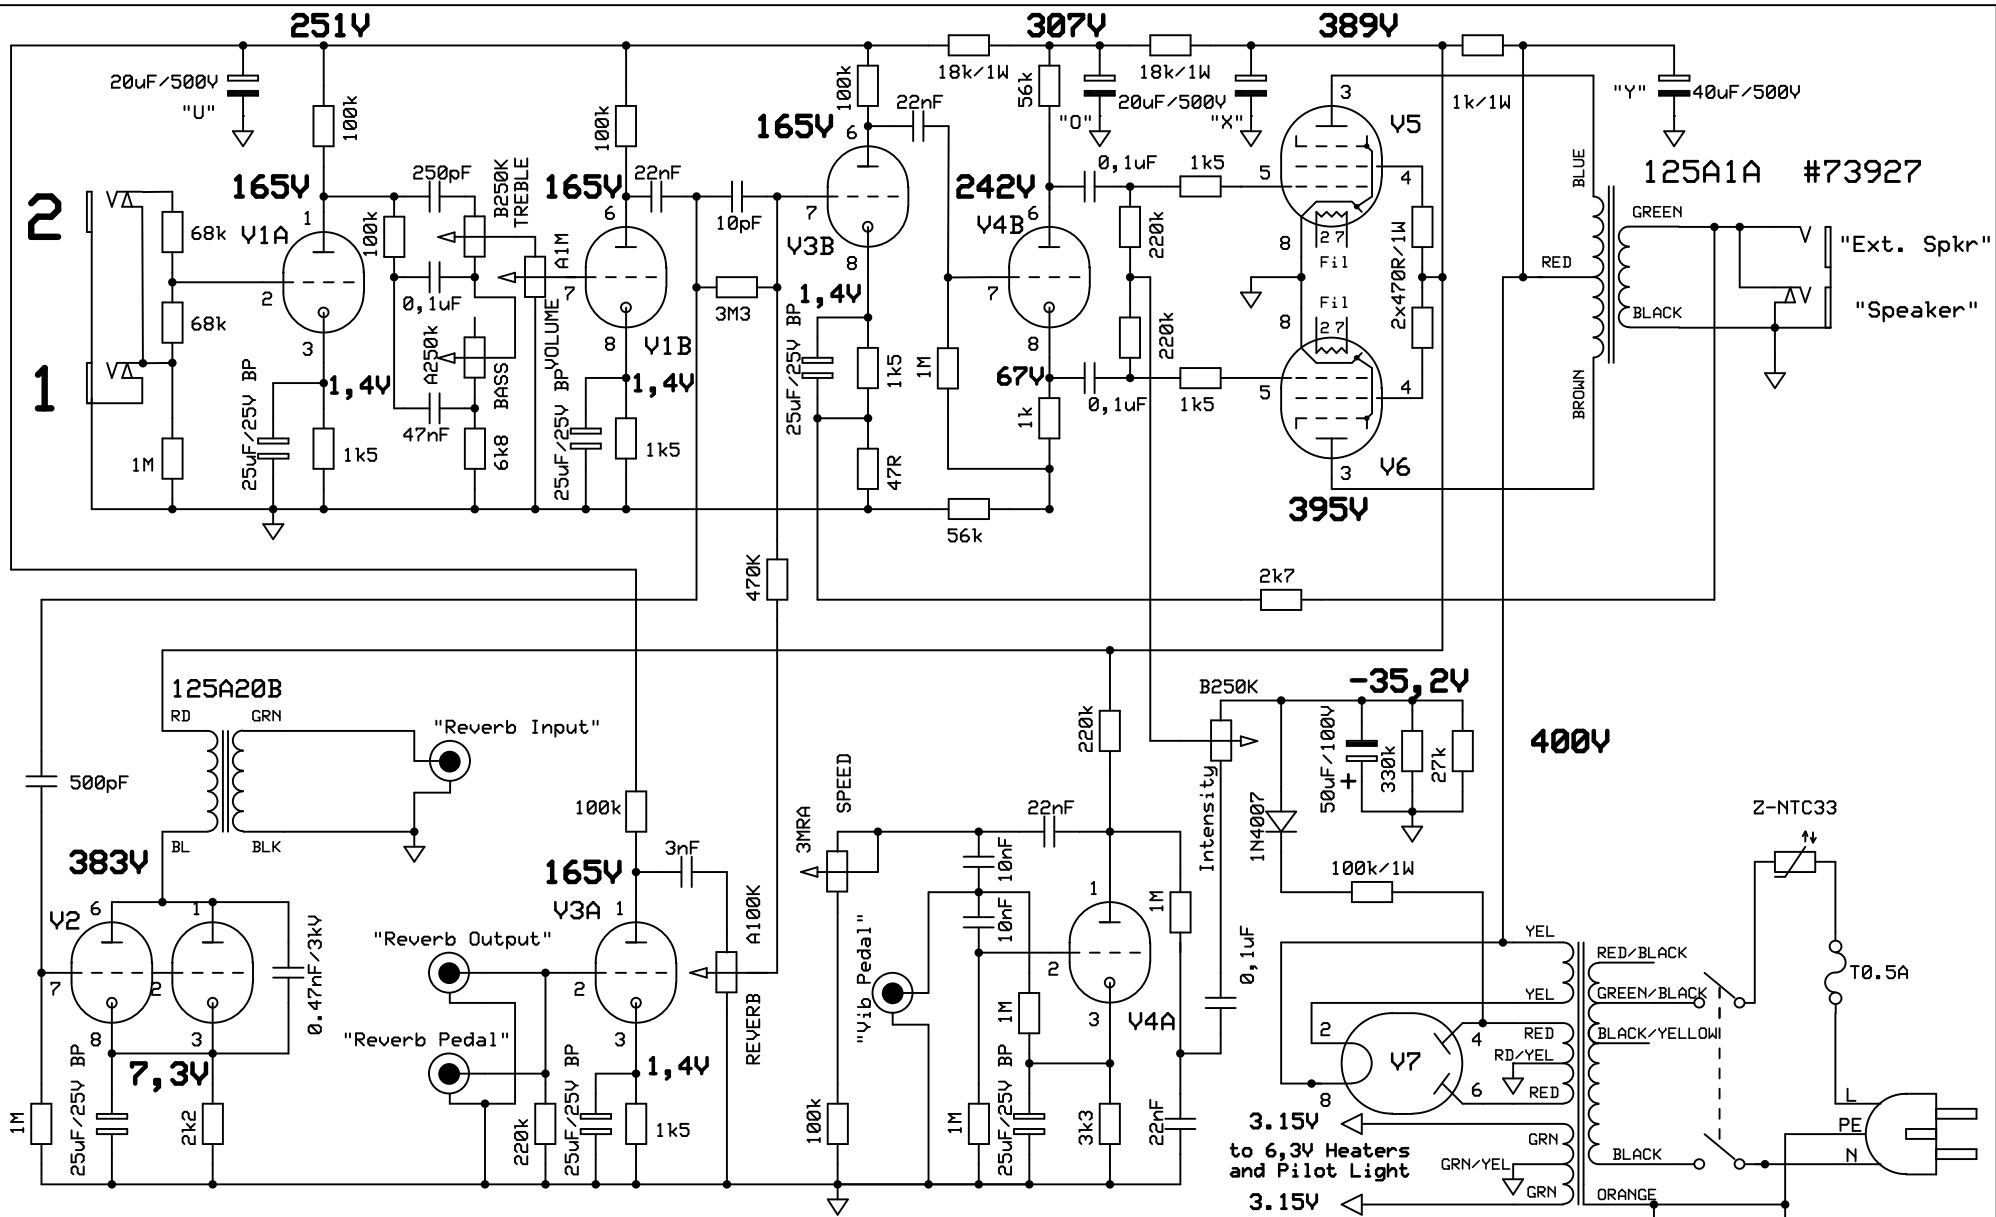 251V
307V
389V
20uF/500V
"U"
100k
100k
100k
18k/1W
56k
18k/1W
20uF/500V
"O"
"X"
1k/1W
"Y"
40uF/500V
22nF
165V
6
3
V5
125A1A #73927
2
68k
165V
1
V1A
250pF
B250K
TREBLE
165V
6
22nF
10pF
7
V3B
8
242V
6
V4B
0,1uF
1k5
5
4
BLUE
GREEN
"Ext. Spkr"
100k
A1M
220k
8
2 7
Fil
RED
2
0,1uF
7
1,4V
7
Fil
2x470R/1W
"Speaker"
68k
3
A250k
VOLUME
8
V1B
3M3
25uF/25V BP
1k5
1M
8
220k
8
2 7
BLACK
1
1,4V
BASS
1,4V
67V
5
4
BROWN
47nF
0,1uF
1k5
1M
25uF/25V BP
1k5
6k8
25uF/25V BP
1k5
47R
1k
V6
3
395V
56k
470K
2k7
125A20B
RD
GRN
"Reverb Input"
B250K
-35,2V
400V
220k
500pF
100k
SPEED
3MRA
22nF
Intensity
1N4007
50uF/100V
+
330k
27k
Z-NTC33
BL
BLK
383V
3nF
10nF
100k/1W
165V
1
A100K
1
1M
V2
6
1
V3A
"Reverb Output"
10nF
YEL
RED/BLACK
0.47nF/3kV
"Vib Pedal"
0,1uF
T0.5A
7
2
2
2
YEL
GREEN/BLACK
8
3
"Reverb Pedal"
3
REVERB
1M
3
V4A
2
4
RED
BLACK/YELLOW
V7
RD/YEL
7,3V
1,4V
8
6
RED
L
1M
25uF/25V BP
2k2
220k
25uF/25V BP
1k5
100k
1M
25uF/25V BP
3k3
22nF
3.15V
GRN
PE
to 6,3V Heaters
and Pilot Light
GRN/YEL
BLACK
N
3.15V
GRN
ORANGE